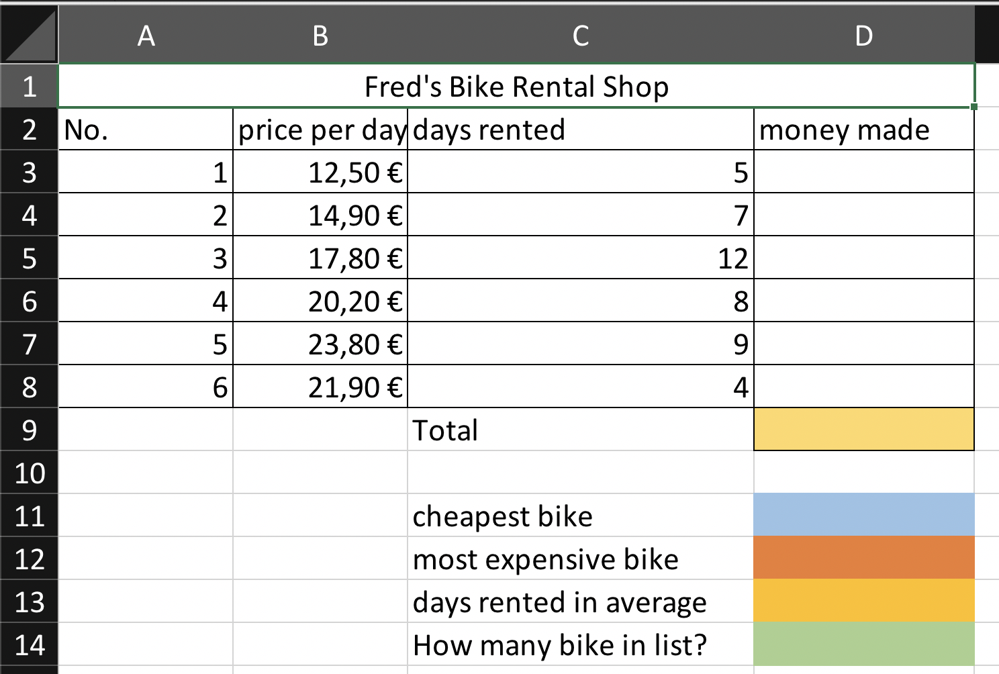 A B C D
1 Fred's Bike Rental Shop
2 No. price per day days rented money made
3 1 12,50 € 5
4 2 14,90 € 7
5 3 17,80 € 12
6 4 20,20 € 8
7 5 23,80 € 9
8 6 21,90 € 4
9 Total
10
11 cheapest bike
12 most expensive bike
13 days rented in average
14 How many bike in list?